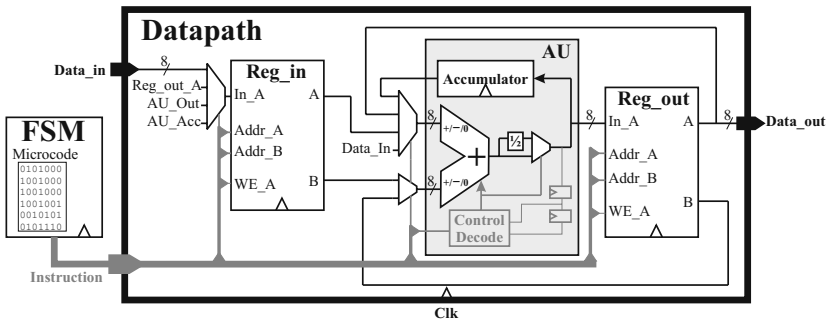 Datapath
AU
Data_in
8
Reg_out_A
AU_Out
AU_Acc
Reg_in
In_A
A
Addr_A
Addr_B
WE_A
B
FSM
Microcode
0101000
1001000
1001000
1001001
0010101
0101110
Instruction
Data_In
Accumulator
8
+/−/0
+
½
8
+/−/0
Control
Decode
8
Reg_out
In_A
A
8
Data_out
Addr_A
Addr_B
B
WE_A
Clk